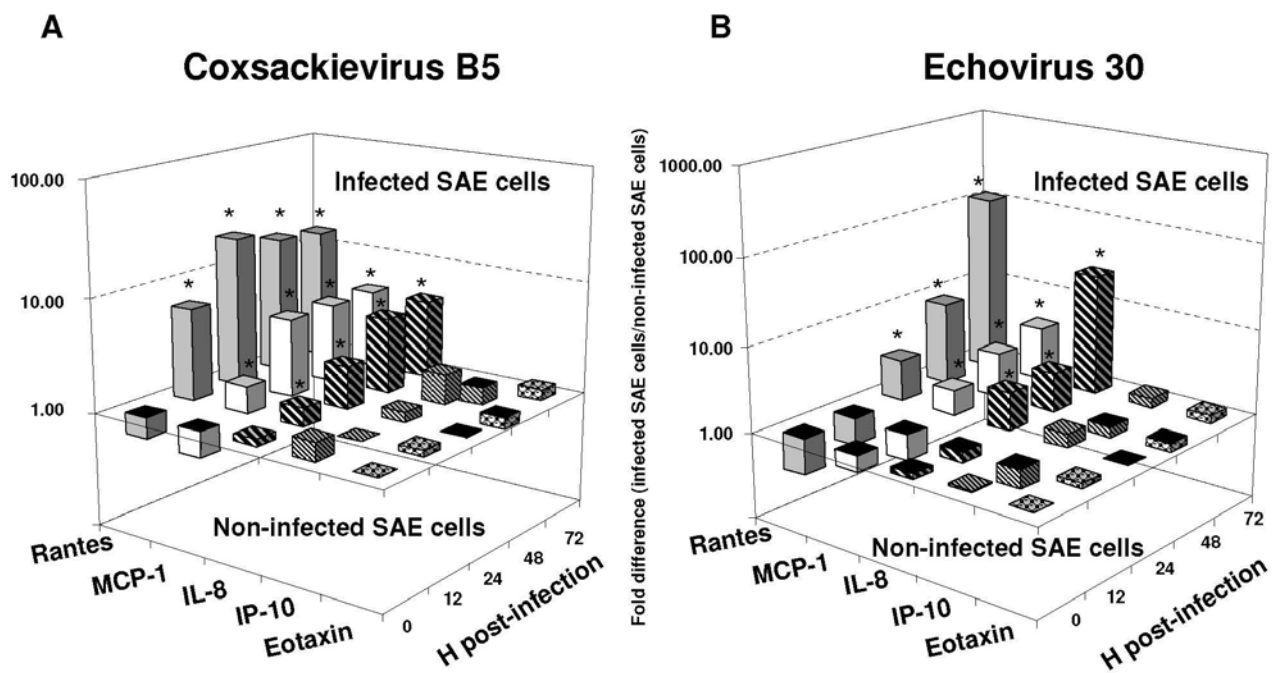 A
Coxsackievirus B5
100.00
10.00
1.00
Infected SAE cells
* * * *
* * * *
* * * *
Non-infected SAE cells
Rantes
MCP-1
IL-8
IP-10
Eotaxin
0
12
24
48
72
H post-infection
B
Echovirus 30
Fold difference (infected SAE cells/non-infected SAE cells)
1000.00
100.00
10.00
1.00
Infected SAE cells
* * *
* * *
* * *
Non-infected SAE cells
Rantes
MCP-1
IL-8
IP-10
Eotaxin
0
12
24
48
72
H post-infection